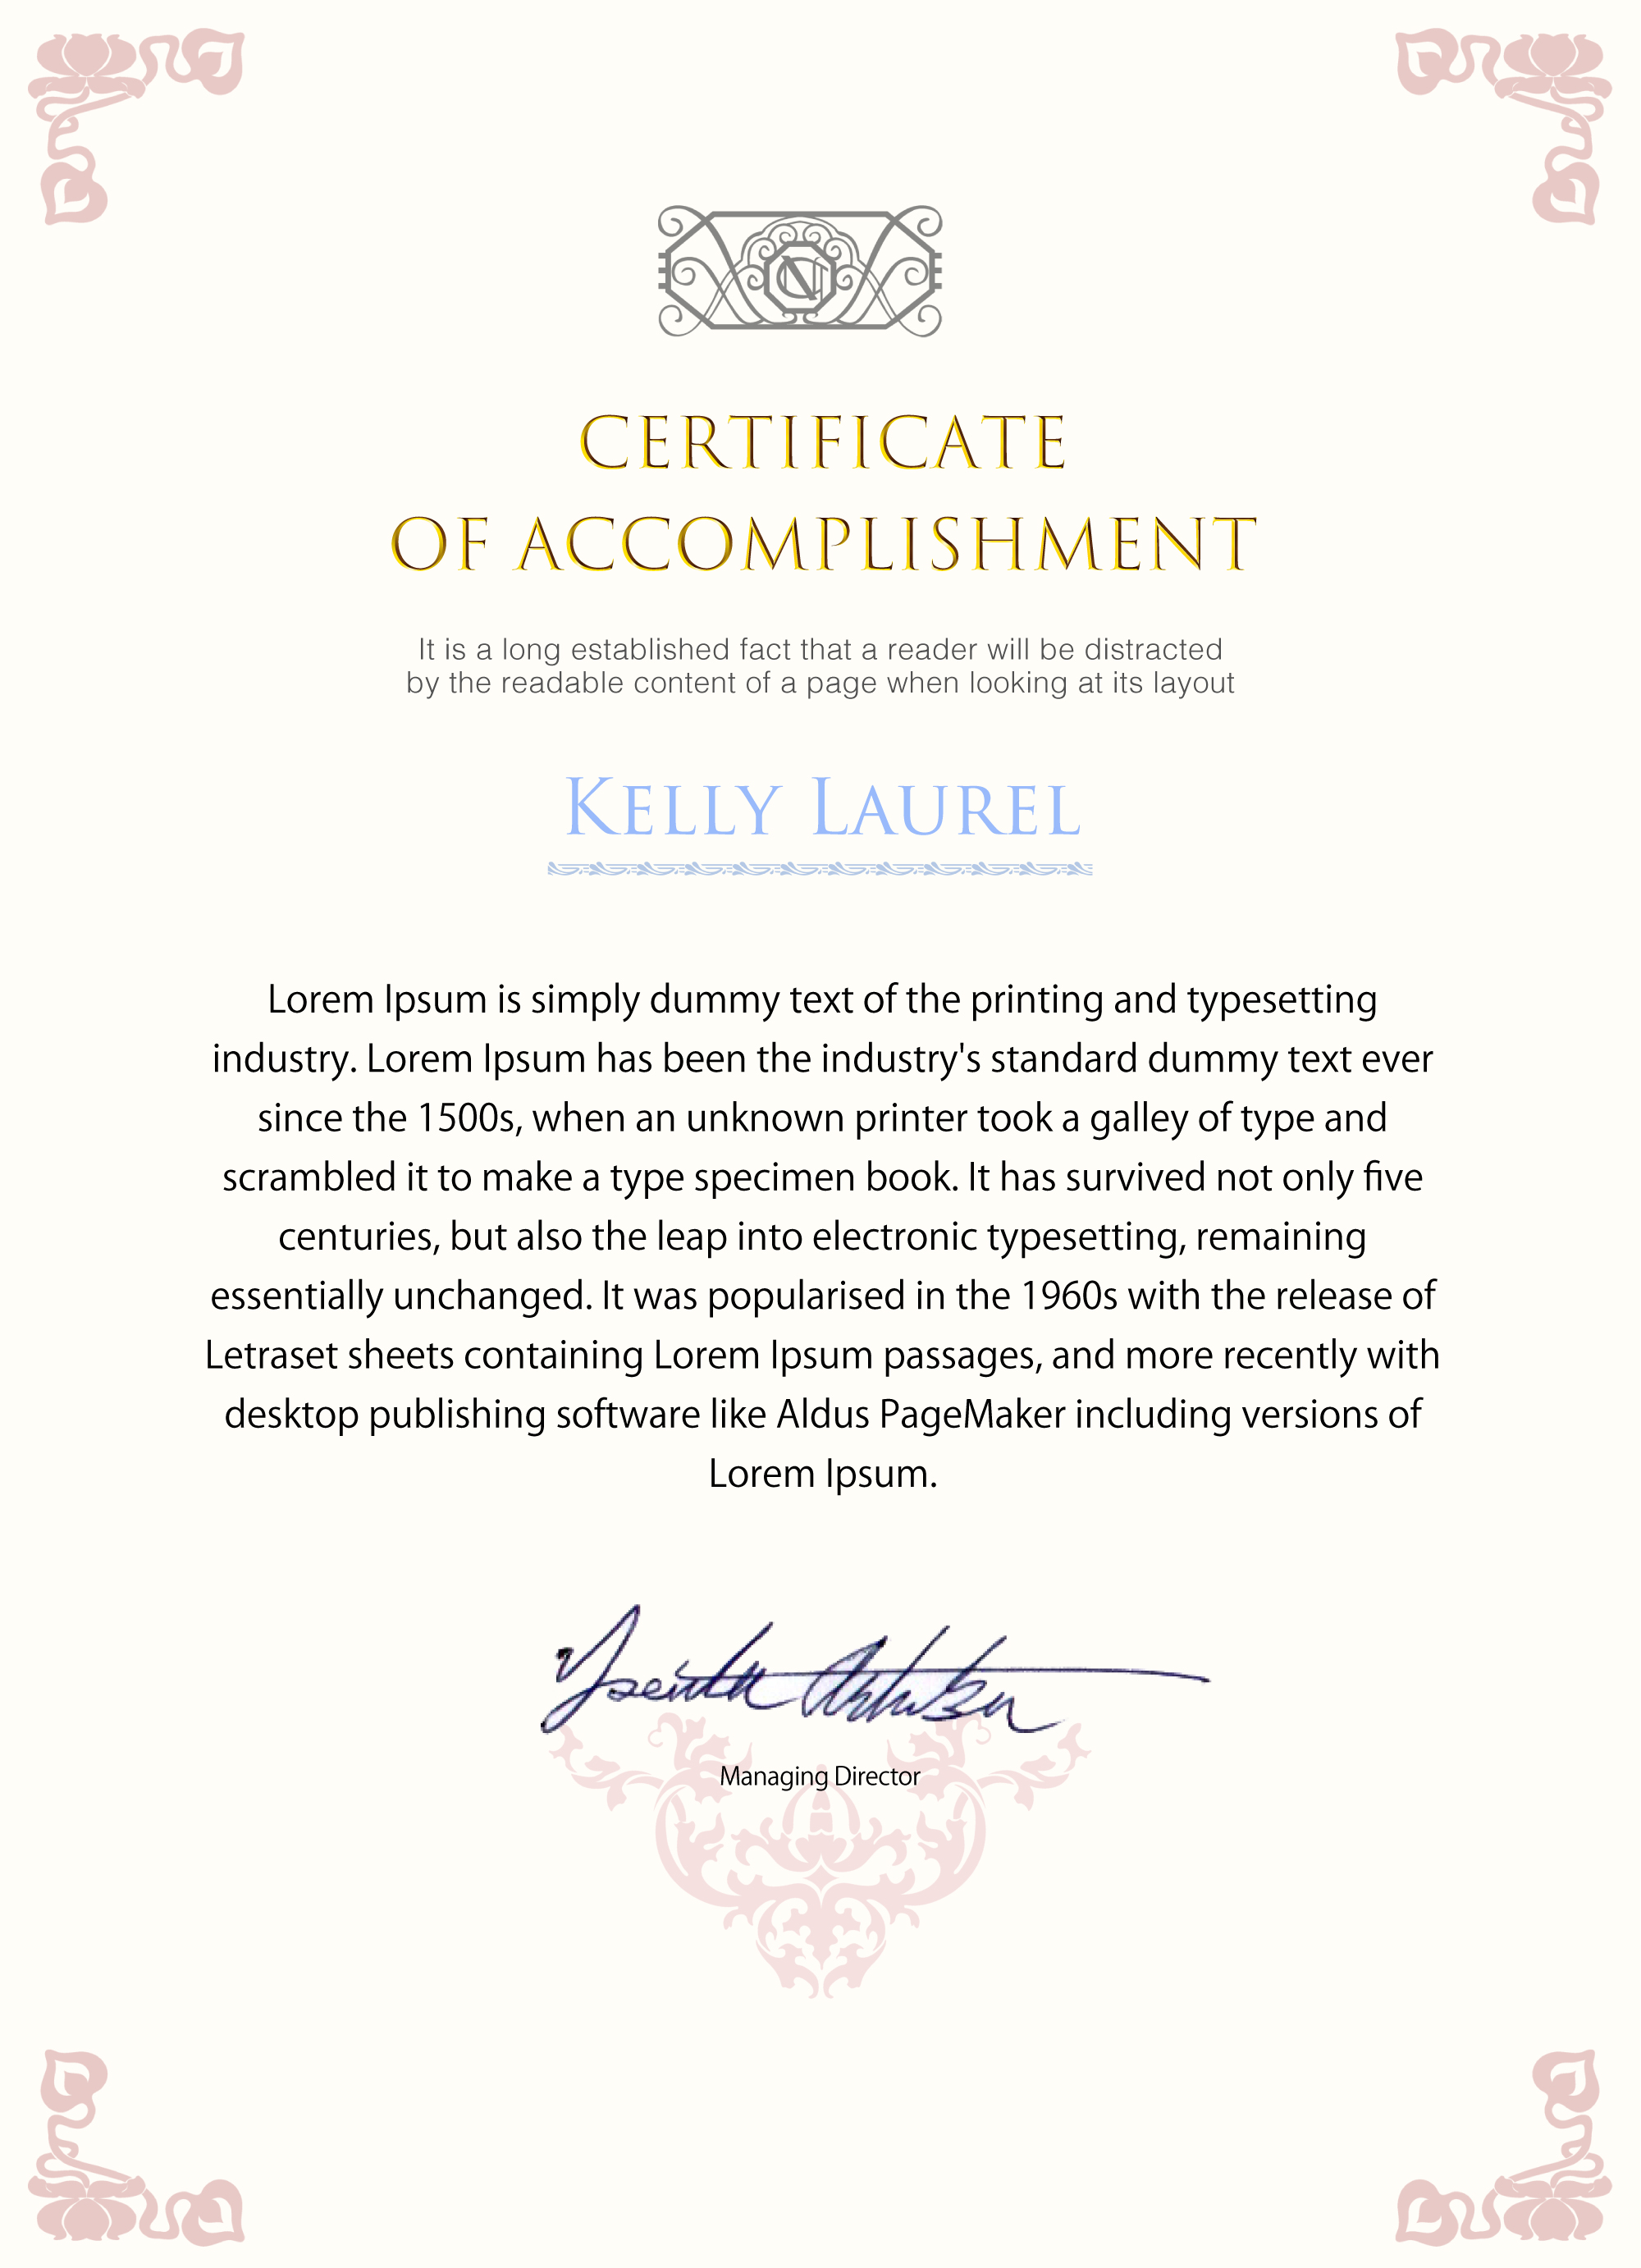 CERTIFICATE
OF ACCOMPLISHMENT
It is a long established fact that a reader will be distracted
by the readable content of a page when looking at its layout
KELLY LAUREL
Lorem Ipsum is simply dummy text of the printing and typesetting
industry. Lorem Ipsum has been the industry's standard dummy text ever
since the 1500s, when an unknown printer took a galley of type and
scrambled it to make a type specimen book. It has survived not only five
centuries, but also the leap into electronic typesetting, remaining
essentially unchanged. It was popularised in the 1960s with the release of
Letraset sheets containing Lorem Ipsum passages, and more recently with
desktop publishing software like Aldus PageMaker including versions of
Lorem Ipsum.
Managing Director